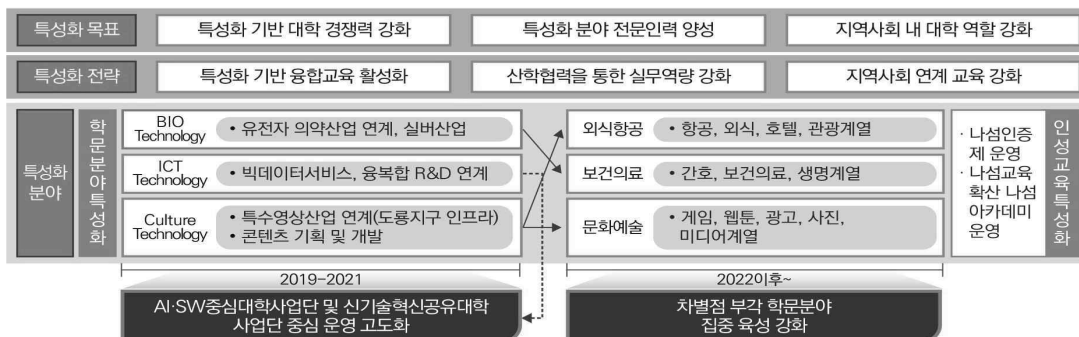 특성화 목표
특성화 기반 대학 경쟁력 강화
특성화 분야 전문인력 양성
지역사회 내 대학 역할 강화
특성화 전략
특성화 기반 융합교육 활성화
산학협력을 통한 실무역량 강화
지역사회 연계 교육 강화
특성화
분야
학문분야특성화
BIO
Technology
• 유전자 의약산업 연계, 실버산업
ICT
Technology
• 빅데이터서비스, 융복합 R&D 연계
Culture
Technology
• 특수영상산업 연계(도룡지구 인프라)
• 콘텐츠 기획 및 개발
외식항공
• 항공, 외식, 호텔, 관광계열
보건의료
• 간호, 보건의료, 생명계열
문화예술
• 게임, 웹툰, 광고, 사진,
미디어계열
· 나섬인증
제 운영
· 나섬교육
확산 나섬
아카데미
운영
인성교육특성화
2019-2021
AI·SW중심대학사업단 및 신기술혁신공유대학
사업단 중심 운영 고도화
2022이후~
차별점 부각 학문분야
집중 육성 강화